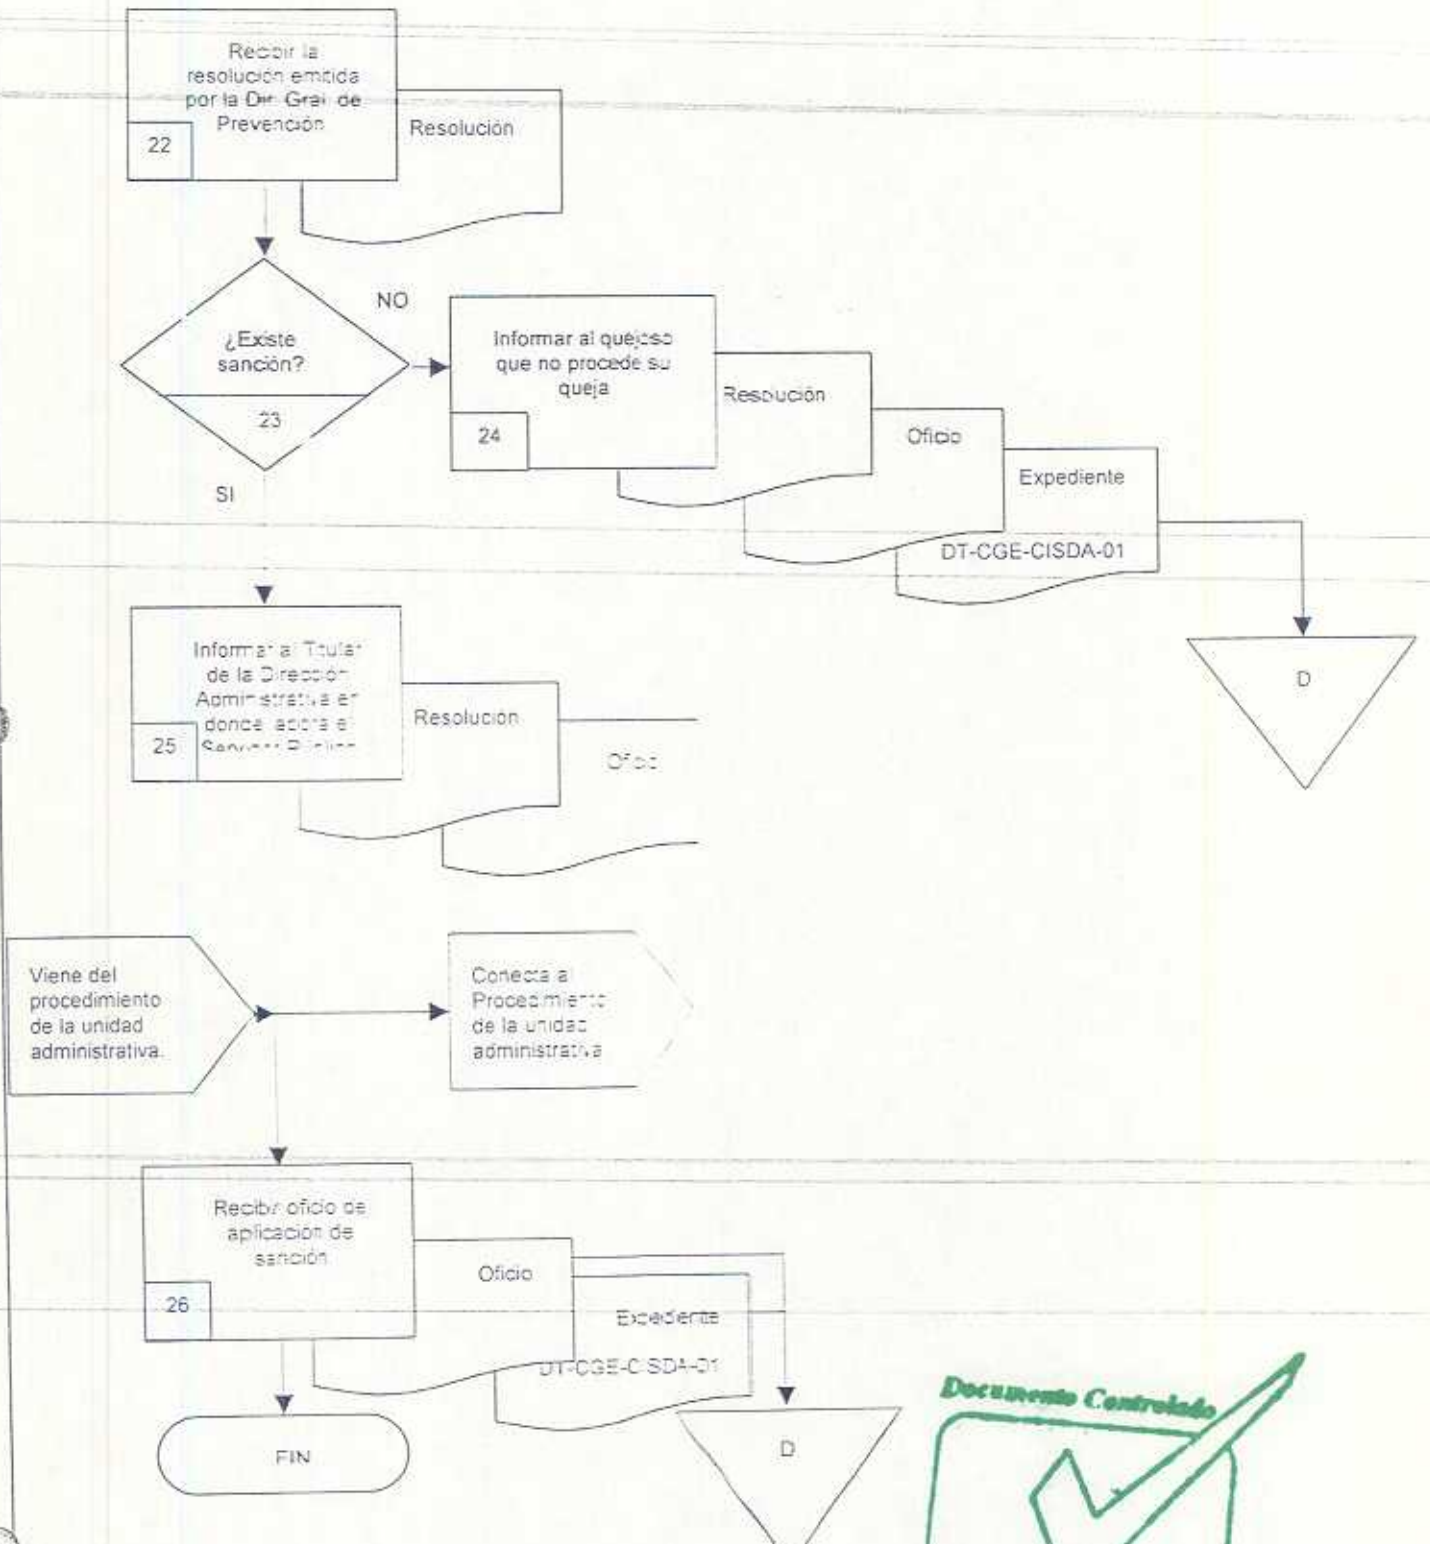 Recibir la
resolución emitida
por la Dir. Gral. de
Prevención
22
Resolución
¿Existe
sanción?
23
NO
SI
Informar al quejoso
que no procede su
queja
24
Resolución
Oficio
Expediente
DT-CGE-CISDA-01
D
Informar al Titular
de la Dirección
Administrativa en
donde labora el
Servidor Público
25
Resolución
Oficio
Viene del
procedimiento
de la unidad
administrativa.
Conecta al
Procedimiento
de la unidad
administrativa
Recibir oficio de
aplicación de
sanción
26
Oficio
Expediente
DT-CGE-CISDA-01
D
FIN
Documento Controlado